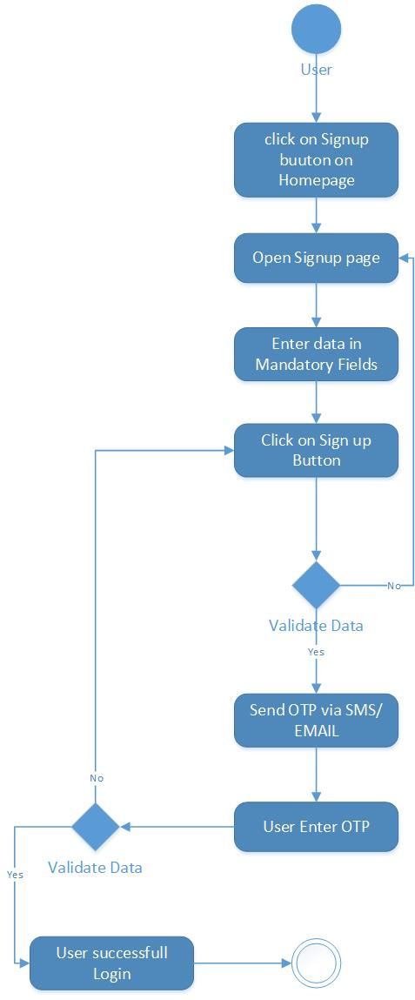 User
click on Signup
buuton on
Homepage
Open Signup page
Enter data in
Mandatory Fields
Click on Sign up
Button
No
Validate Data
Yes
Send OTP via SMS/
EMAIL
No
User Enter OTP
Validate Data
Yes
User successfull
Login